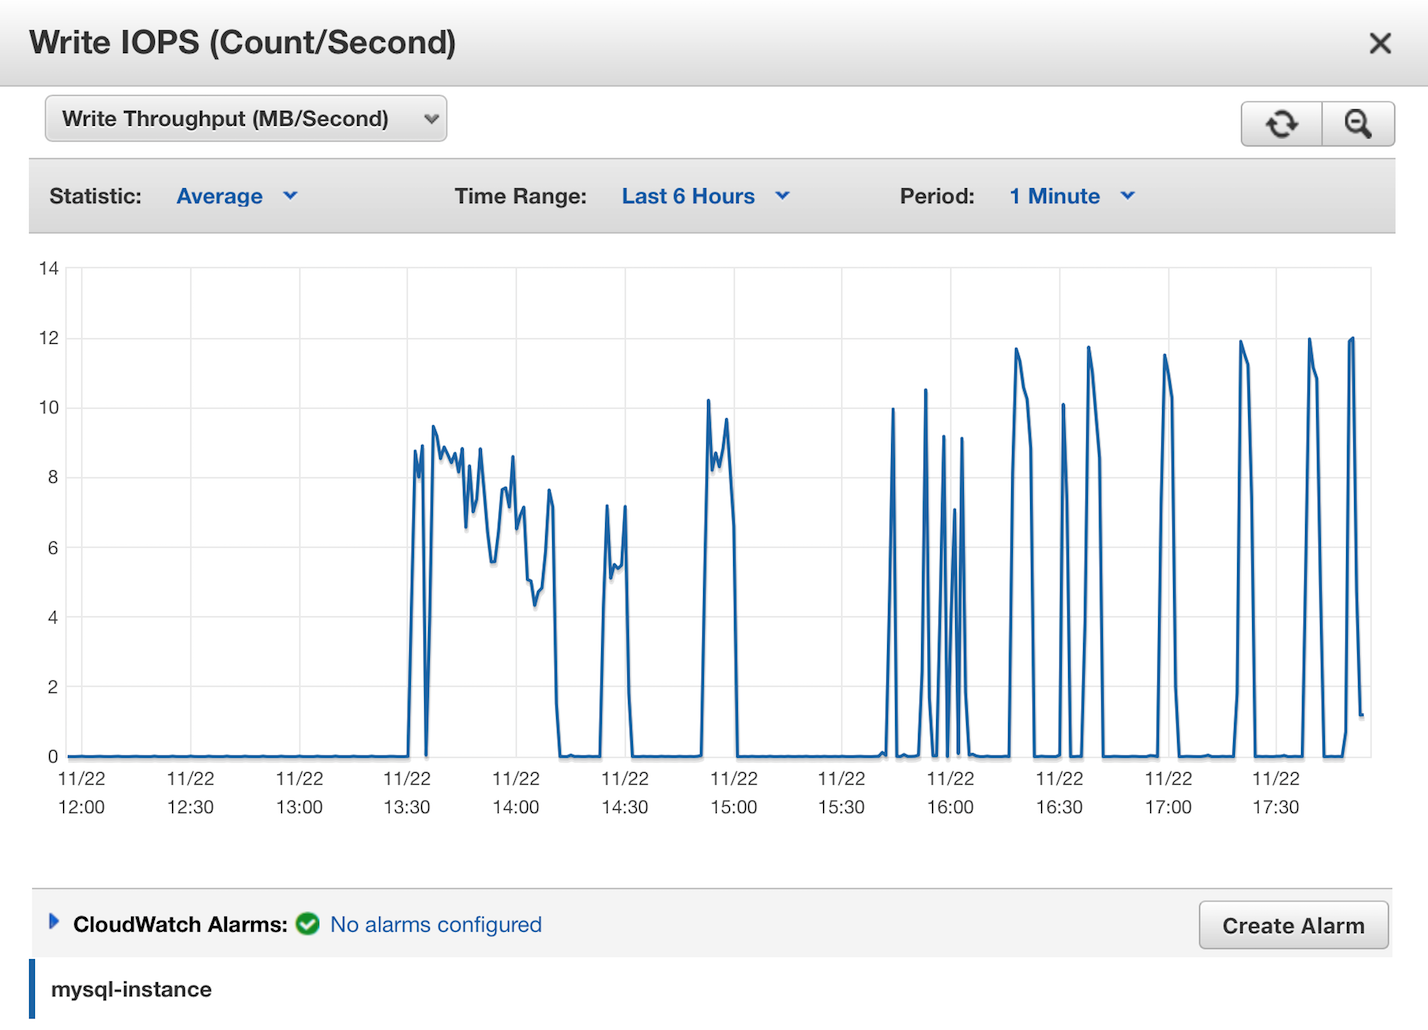 Write IOPS (Count/Second)
Write Throughput (MB/Second)
Statistic: Average Time Range: Last 6 Hours Period: 1 Minute
14
12
10
8
6
4
2
0
11/22 11/22 11/22 11/22 11/22 11/22 11/22 11/22 11/22 11/22 11/22 11/22
12:00 12:30 13:00 13:30 14:00 14:30 15:00 15:30 16:00 16:30 17:00 17:30
CloudWatch Alarms: No alarms configured Create Alarm
mysql-instance